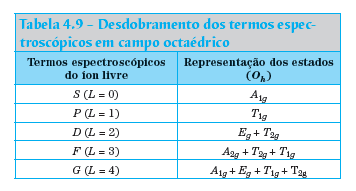 Tabela 4.9 – Desdobramento dos termos espec-
troscópicos em campo octaédrico
Termos espectroscópicos Representação dos estados
do íon livre (Oh)
S (L = 0) A1g
P (L = 1) T1g
D (L = 2) Eg + T2g
F (L = 3) A2g + T2g + T1g
G (L = 4) A1g + Eg + T1g + T2g